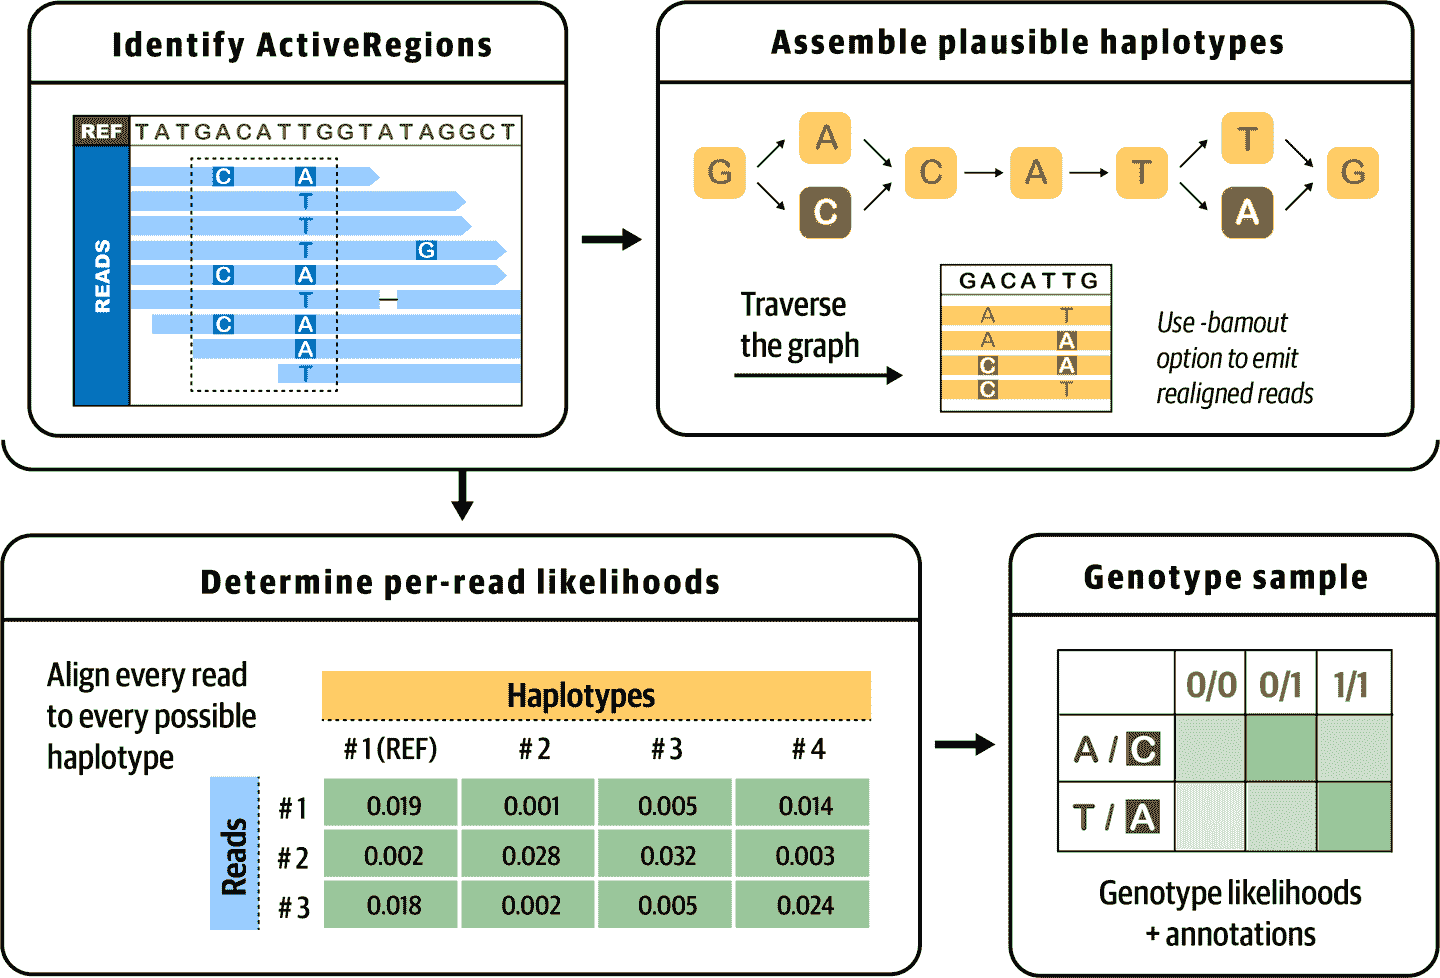 Identify ActiveRegions
REF TATGACATTGGTATAGGCT
READS
C A
T
T
T G
C A
T
C A
A
T
Assemble plausible haplotypes
A T
G C A T G
C A
Traverse
the graph
GACATTG
A T
A A
C A
C T
Use -bamout
option to emit
realigned reads
Determine per-read likelihoods
Align every read
to every possible
haplotype
Haplotypes
#1(REF) #2 #3 #4
Reads
#1 0.019 0.001 0.005 0.014
#2 0.002 0.028 0.032 0.003
#3 0.018 0.002 0.005 0.024
Genotype sample
0/0 0/1 1/1
A / C
T / A
Genotype likelihoods
+ annotations